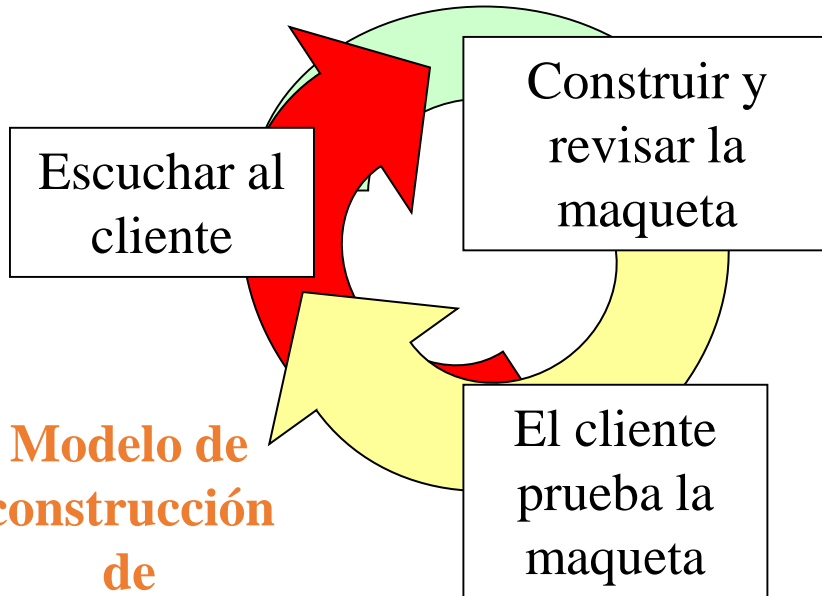 Construir y
revisar la
maqueta
Escuchar al
cliente
El cliente
prueba la
maqueta
Modelo de
construcción
de